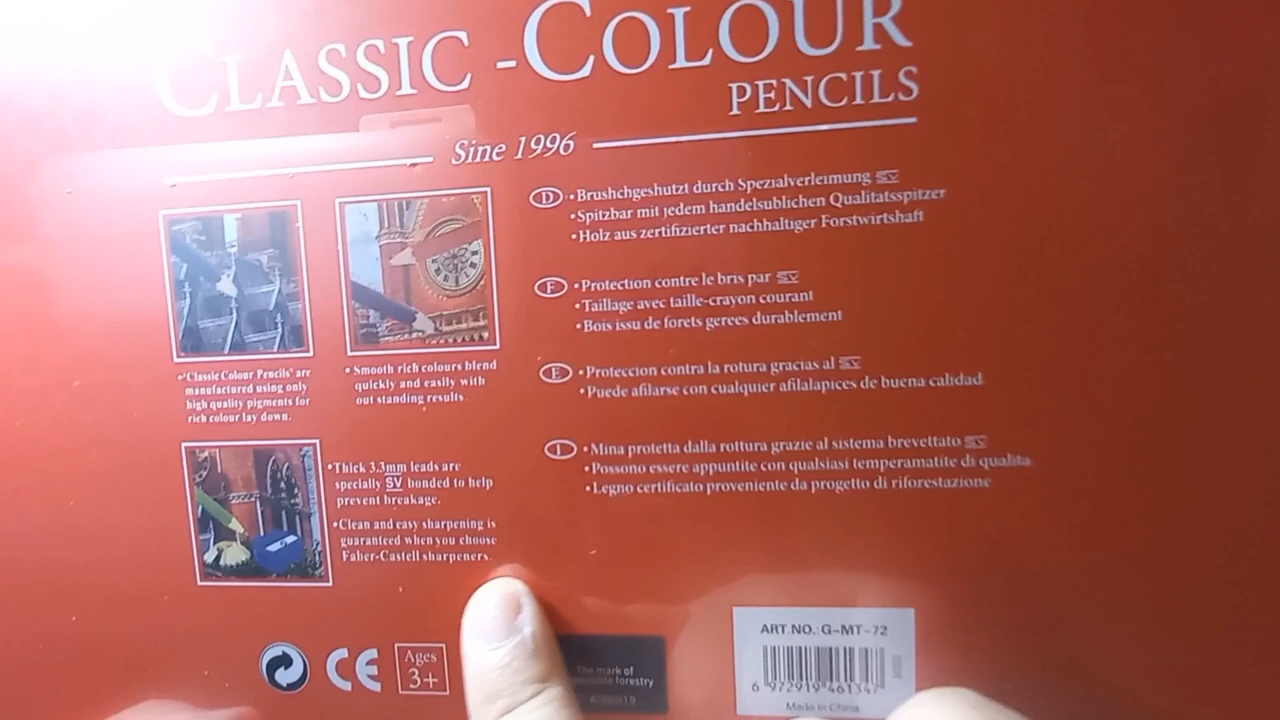 CLASSIC -COLOUR
PENCILS
Sine 1996
•'Classic Colour Pencils' are
manufactured using only
high quality pigments for
rich colour lay down.
• Smooth rich colours blend
quickly and easily with
out standing results.
•Thick 3.3mm leads are
specially SV bonded to help
prevent breakage.
•Clean and easy sharpening is
guaranteed when you choose
Faber-Castell sharpeners.
D •Brushchgeshutzt durch Spezialverleimung SV
•Spitzbar mit jedem handelsublichen Qualitatsspitzer
•Holz aus zertifizierter nachhaltiger Forstwirtshaft
F •Protection contre le bris par SV
•Taillage avec taille-crayon courant
•Bois issu de forets gerees durablement
E •Proteccion contra la rotura gracias al SV
•Puede afilarse con cualquier afilalapices de buena calidad
I •Mina protetta dalla rottura grazie al sistema brevettato SV
•Possono essere appuntite con qualsiasi temperamatite di qualita
•Legno certificato proveniente da progetto di riforestazione
CE
Ages
3+
The mark of
forestry
ART.NO.: G-MT-72
6 972919 461347
Made in China